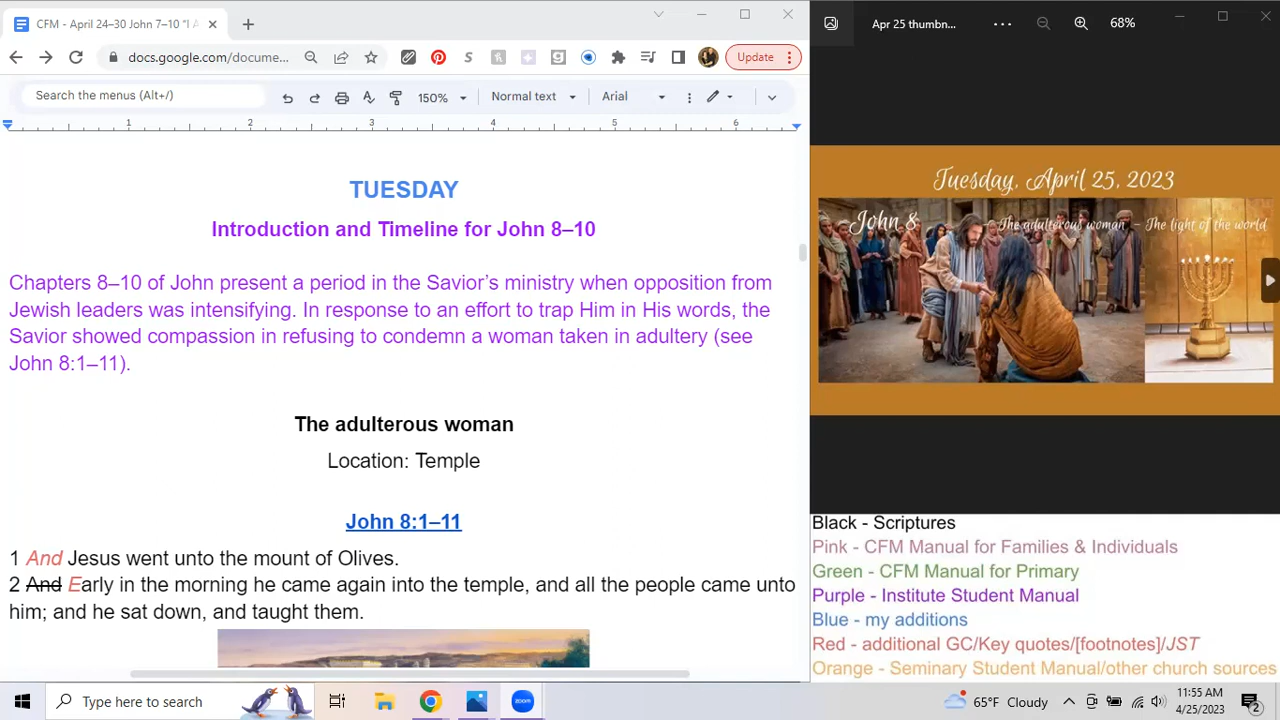 CFM - April 24–30 John 7–10 "I A
docs.google.com/docume...
Update
Search the menus (Alt+/)
150%
Normal text
Arial
1 2 3 4 5 6
TUESDAY
Introduction and Timeline for John 8–10
Chapters 8–10 of John present a period in the Savior's ministry when opposition from
Jewish leaders was intensifying. In response to an effort to trap Him in His words, the
Savior showed compassion in refusing to condemn a woman taken in adultery (see
John 8:1–11).
The adulterous woman
Location: Temple
John 8:1–11
1 And Jesus went unto the mount of Olives.
2 And Early in the morning he came again into the temple, and all the people came unto
him; and he sat down, and taught them.
Apr 25 thumbn...
68%
Tuesday, April 25, 2023
John 8
The adulterous woman - The light of the world
Black - Scriptures
Pink - CFM Manual for Families & Individuals
Green - CFM Manual for Primary
Purple - Institute Student Manual
Blue - my additions
Red - additional GC/Key quotes/[footnotes]/JST
Orange - Seminary Student Manual/other church sources
Type here to search
zoom
65°F Cloudy
11:55 AM
4/25/2023
2